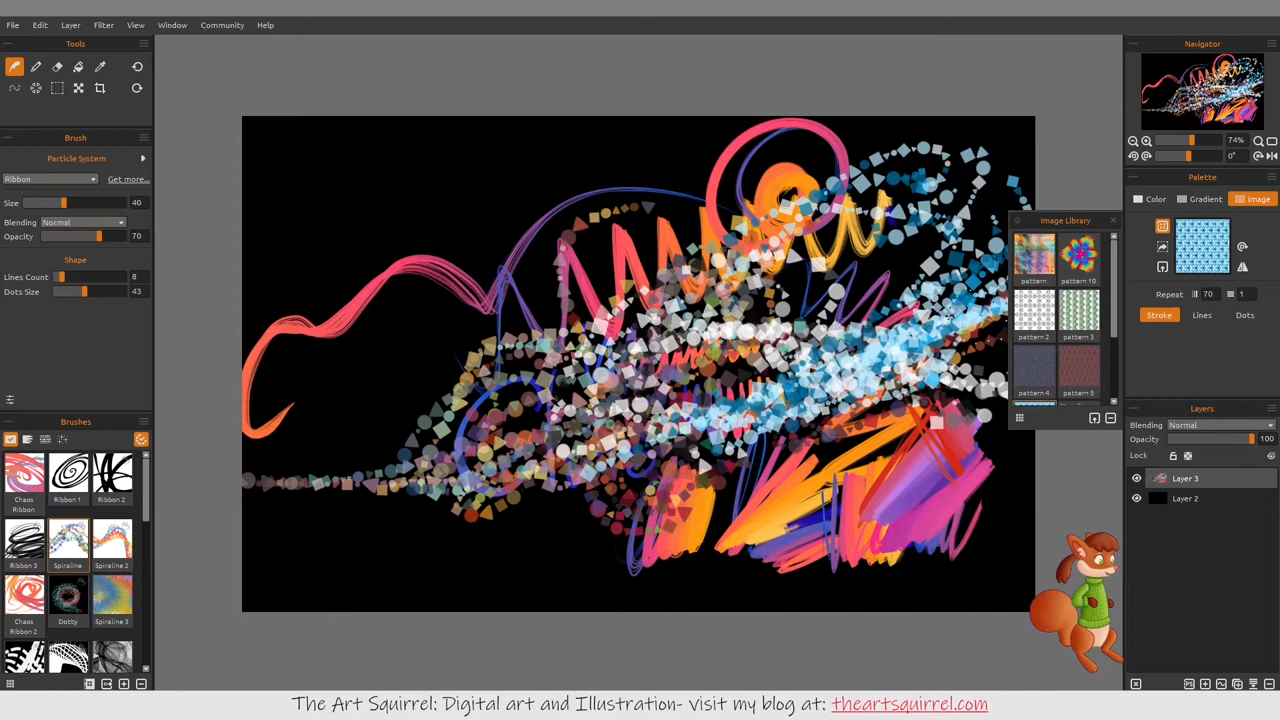 File Edit Layer Filter View Window Community Help
Tools
Brush
Particle System
Ribbon Get more...
Size 40
Blending Normal
Opacity 70
Shape
Lines Count 8
Dots Size 43
Brushes
Chaos Ribbon Ribbon 1 Ribbon 2
Ribbon 3 Spiraline Spiraline 2
Chaos Ribbon 2 Dotty Spiraline 3
Navigator
74%
0°
Palette
Color Gradient Image
Repeat 70 1
Stroke Lines Dots
Image Library
pattern pattern 10
pattern 2 pattern 3
pattern 4 pattern 5
Layers
Blending Normal
Opacity 100
Lock
Layer 3
Layer 2
The Art Squirrel: Digital art and Illustration- visit my blog at: theartsquirrel.com